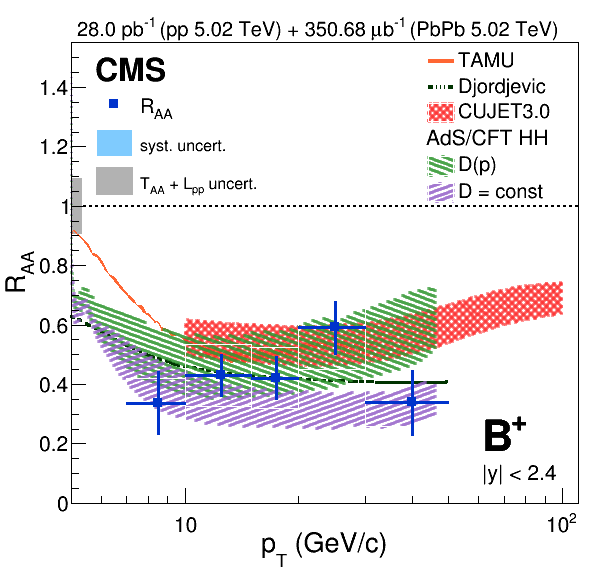 28.0 pb⁻¹ (pp 5.02 TeV) + 350.68 μb⁻¹ (PbPb 5.02 TeV)
CMS
R_AA
syst. uncert.
T_AA + L_pp uncert.
TAMU
Djordjevic
CUJET3.0
AdS/CFT HH
D(p)
D = const
R_AA
1.4
1.2
1
0.8
0.6
0.4
0.2
0
B⁺
|y| < 2.4
10
10²
p_T (GeV/c)